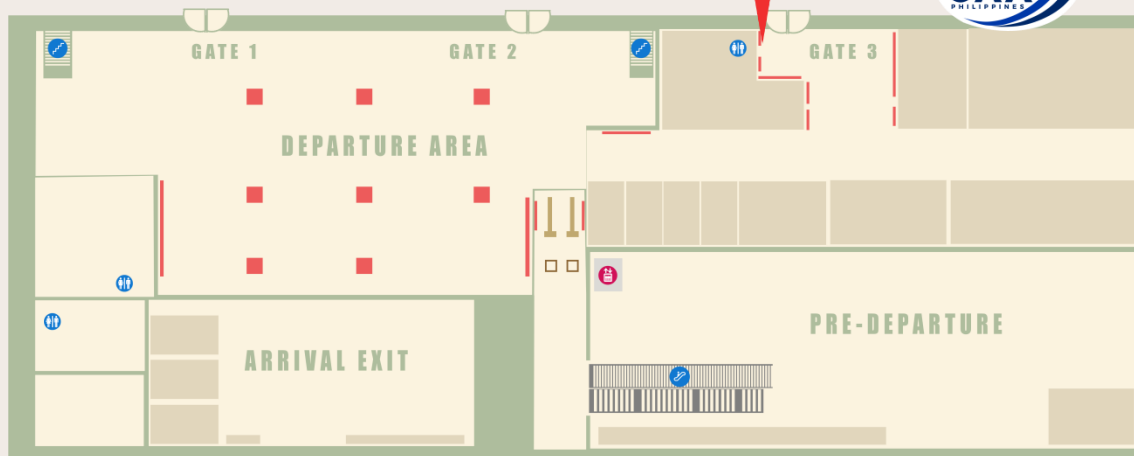 PHILIPPINES
GATE 1
GATE 2
GATE 3
DEPARTURE AREA
PRE-DEPARTURE
ARRIVAL EXIT